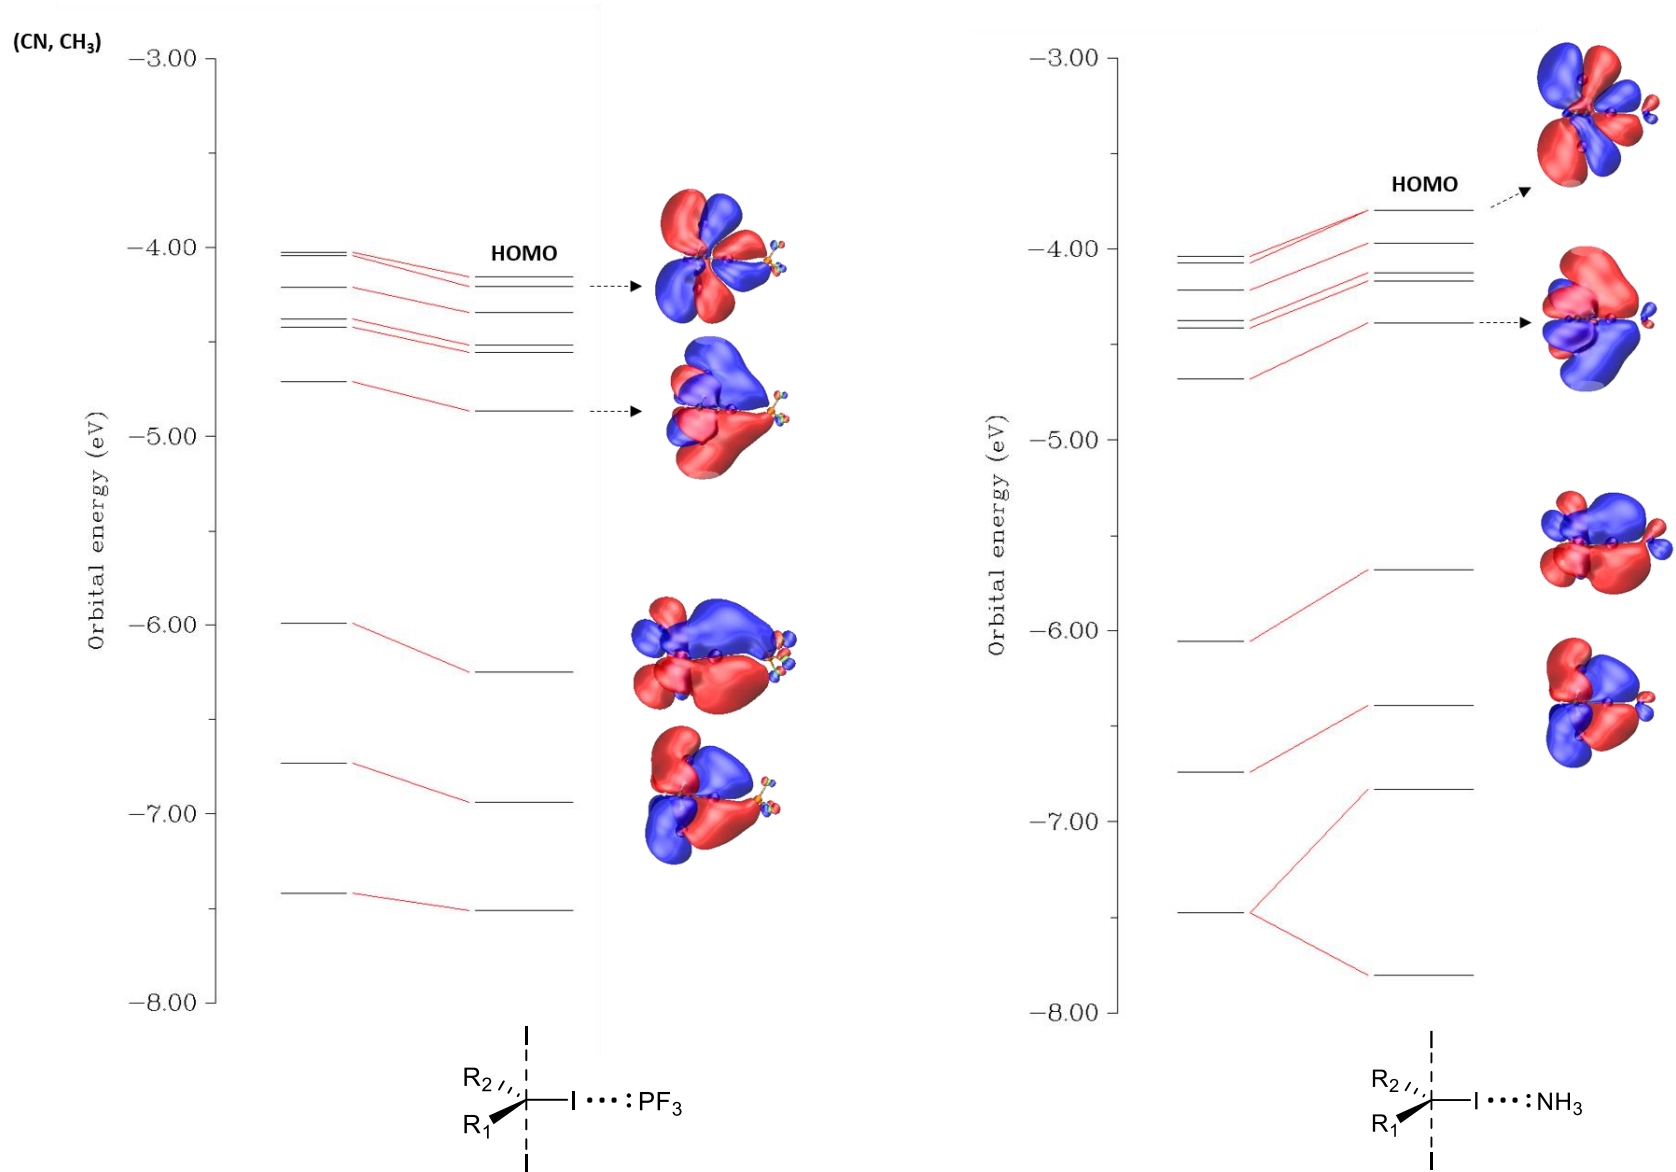 (CN, CH₃)
−3.00
−4.00
−5.00
−6.00
−7.00
−8.00
Orbital energy (eV)
HOMO
R₂
R₁
I
I
I
:PF₃
−3.00
−4.00
−5.00
−6.00
−7.00
−8.00
Orbital energy (eV)
HOMO
R₂
R₁
I
I
I
:NH₃